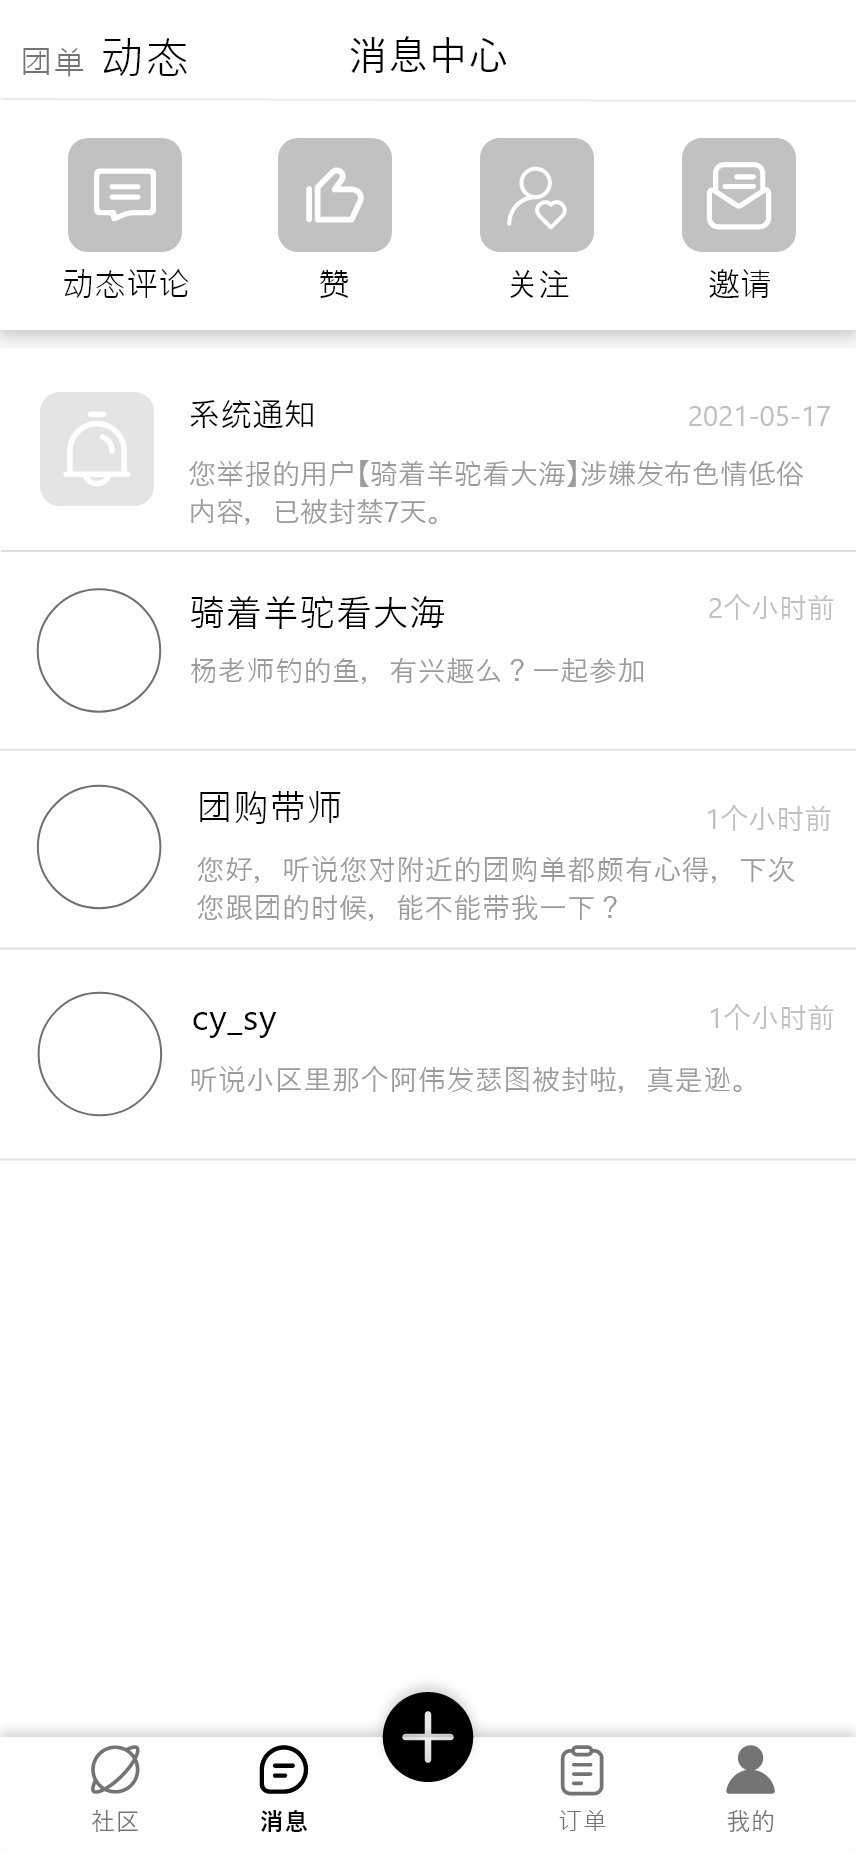 团单 动态 消息中心
动态评论 赞 关注 邀请
系统通知 2021-05-17
您举报的用户【骑着羊驼看大海】涉嫌发布色情低俗
内容，已被封禁7天。
骑着羊驼看大海 2个小时前
杨老师钓的鱼，有兴趣么？一起参加
团购带师 1个小时前
您好，听说您对附近的团购单都颇有心得，下次
您跟团的时候，能不能带我一下？
cy_sy 1个小时前
听说小区里那个阿伟发瑟图被封啦，真是逊。
社区 消息 订单 我的